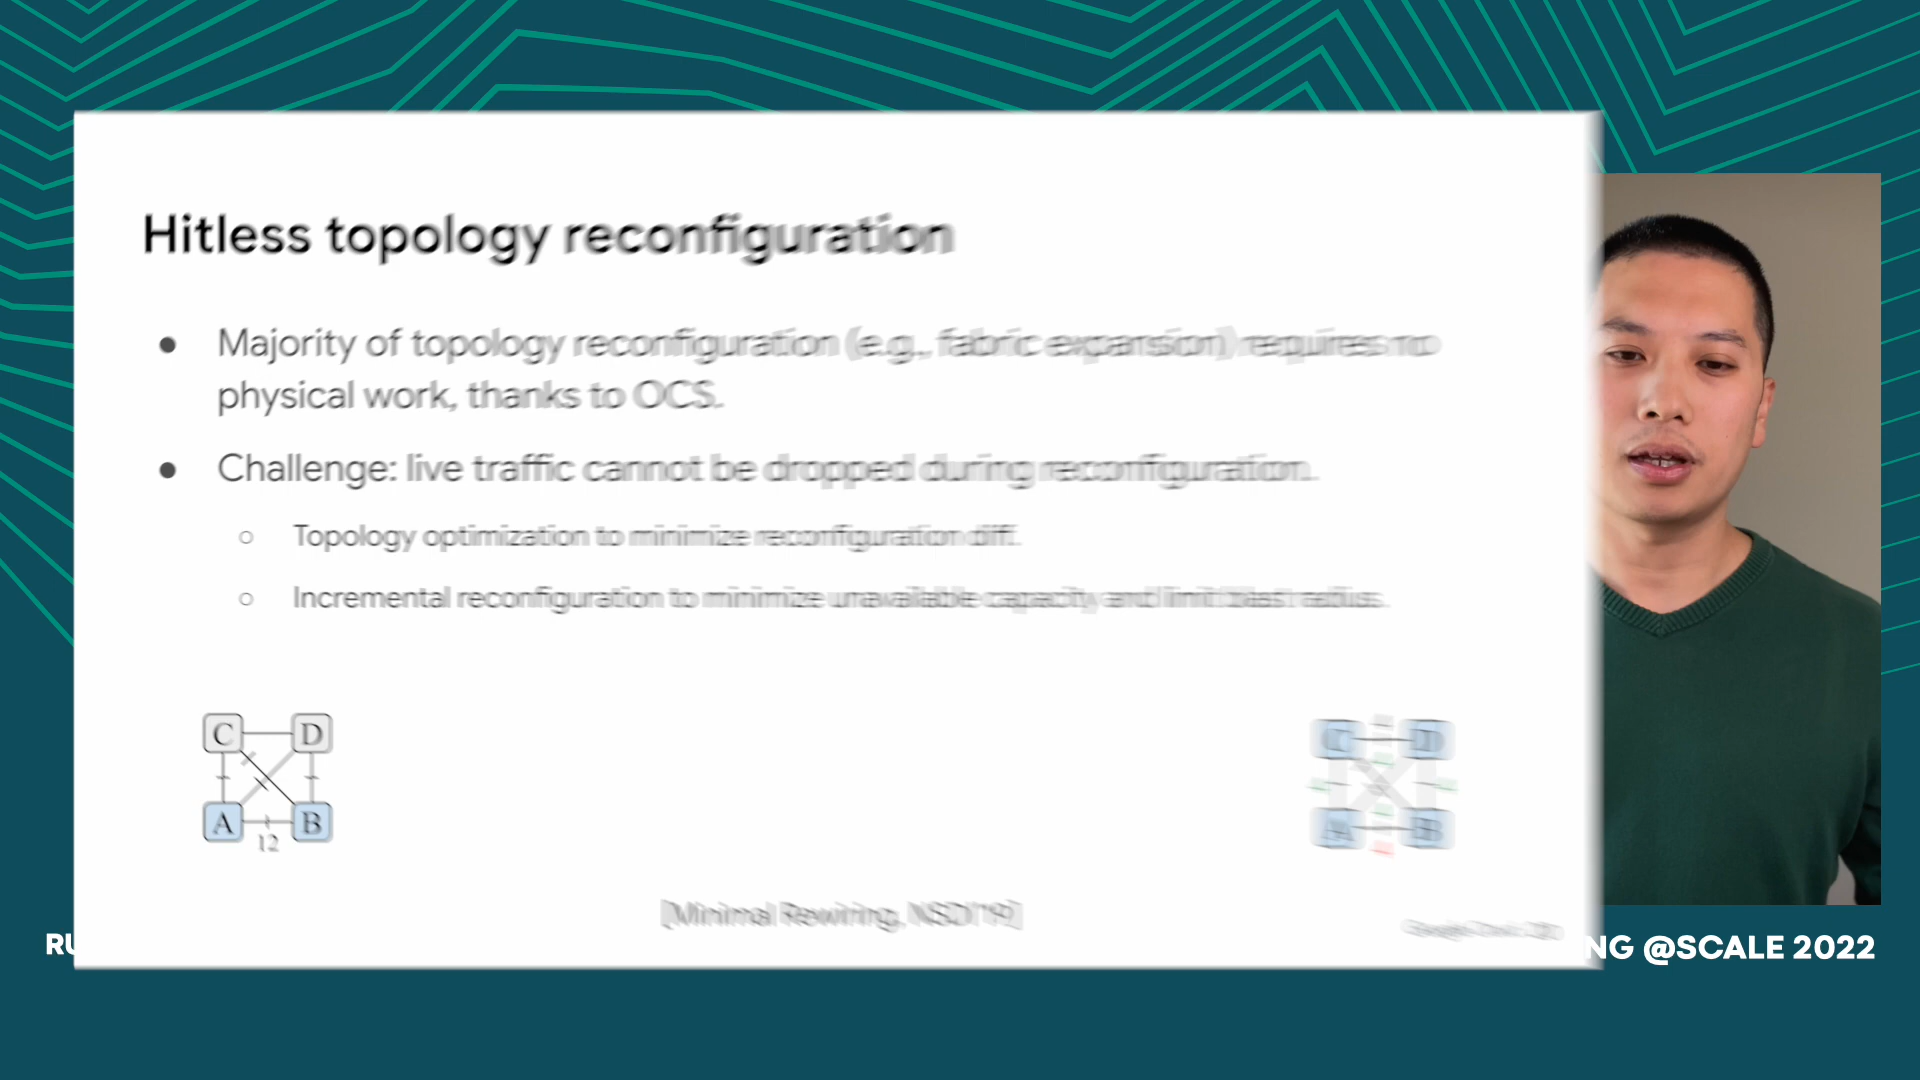 Hitless topology reconfiguration
● Majority of topology reconfiguration (e.g., fabric expansion) requires no
physical work, thanks to OCS.
● Challenge: live traffic cannot be dropped during reconfiguration.
○ Topology optimization to minimize reconfiguration diff.
○ Incremental reconfiguration to minimize unavailable capacity and limit blast radius.
C D
A B
12
C D
A B
[Minimal Rewiring, NSDI'19]
RU
NG @SCALE 2022